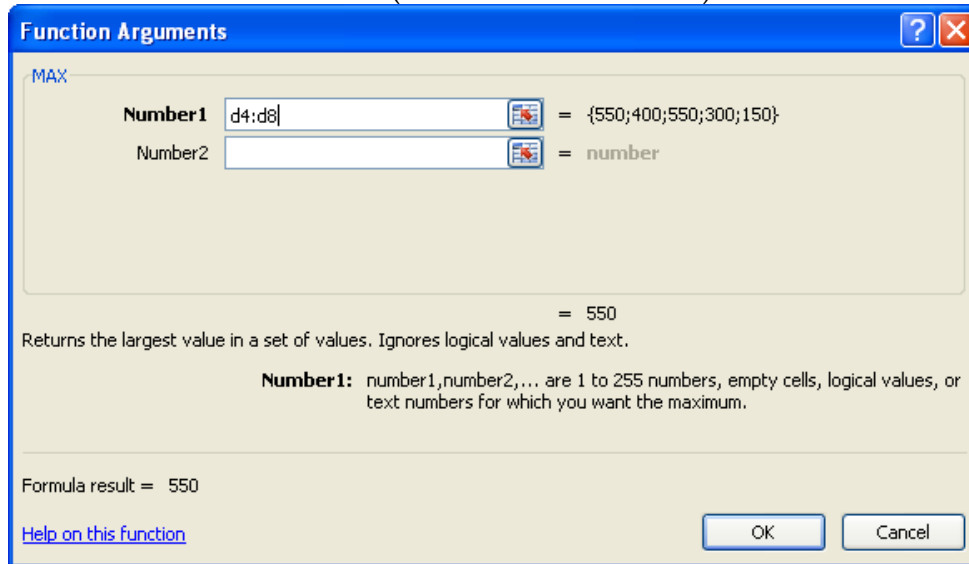 Function Arguments
MAX
Number1 d4:d8 = {550;400;550;300;150}
Number2 = number
= 550
Returns the largest value in a set of values. Ignores logical values and text.
Number1: number1,number2,... are 1 to 255 numbers, empty cells, logical values, or
text numbers for which you want the maximum.
Formula result = 550
Help on this function
OK Cancel